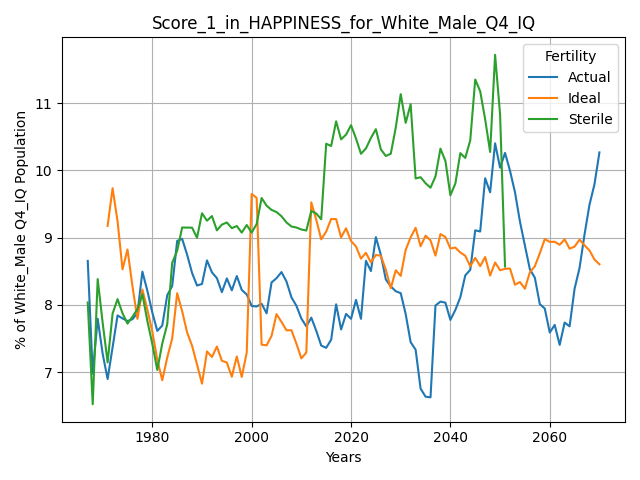 Score_1_in_HAPPINESS_for_White_Male_Q4_IQ
% of White_Male Q4_IQ Population
11
10
9
8
7
Fertility
Actual
Ideal
Sterile
1980 2000 2020 2040 2060
Years